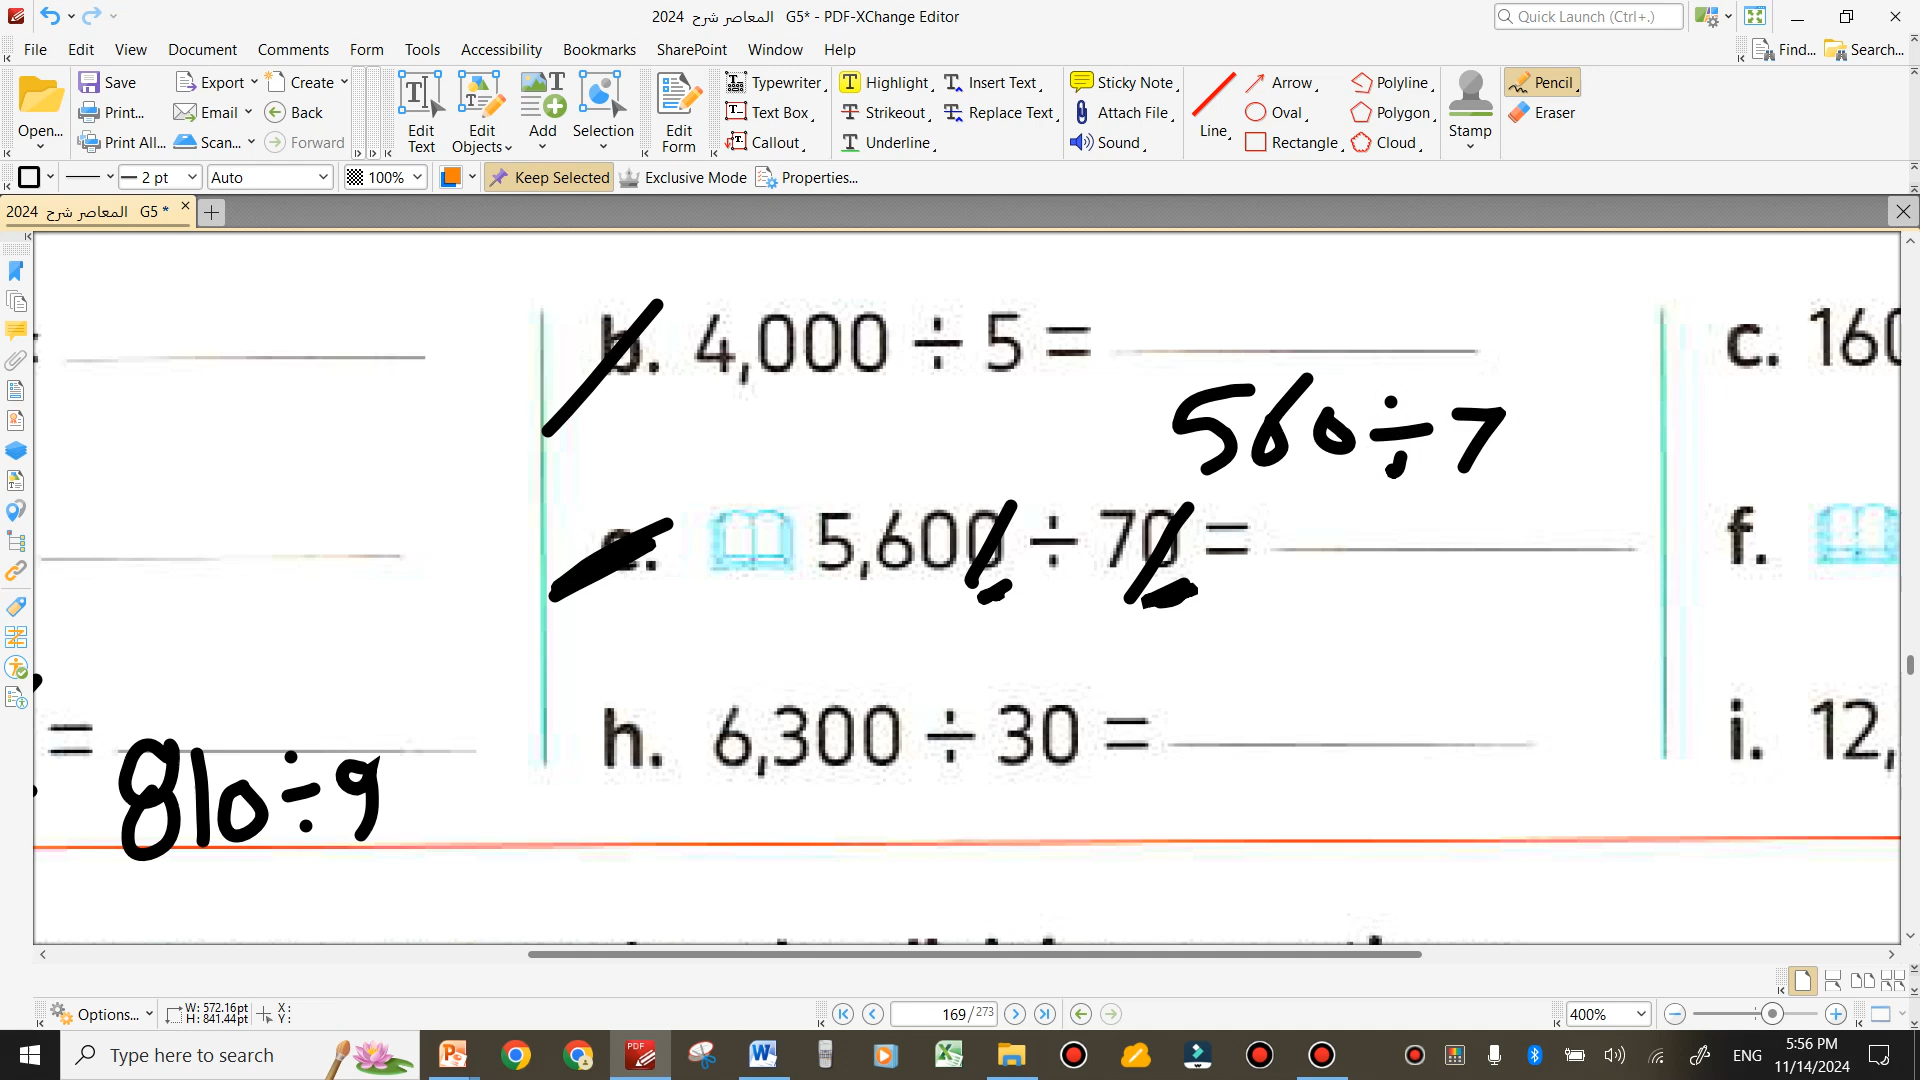 المعاصر شرح 2024 G5* - PDF-XChange Editor
Quick Launch (Ctrl+.)
File Edit View Document Comments Form Tools Accessibility Bookmarks SharePoint Window Help
Find... Search...
Open...
Save
Print...
Print All...
Export
Email
Scan...
Create
Back
Forward
Edit Text
Edit Objects
Add
Selection
Edit Form
Typewriter
Text Box
Callout
Highlight
Strikeout
Underline
Insert Text
Replace Text
Sticky Note
Attach File
Sound
Line
Arrow
Oval
Rectangle
Polyline
Polygon
Cloud
Stamp
Pencil
Eraser
2 pt Auto 100% Keep Selected Exclusive Mode Properties...
المعاصر شرح 2024 G5 *
b. 4,000 ÷ 5 =
c. 160
560÷7
e. 5,600 ÷ 70 =
f.
h. 6,300 ÷ 30 =
i. 12,
=
810÷9
Options... W: 572.16pt H: 841.44pt X: Y:
169 / 273
400%
Type here to search
ENG
5:56 PM
11/14/2024